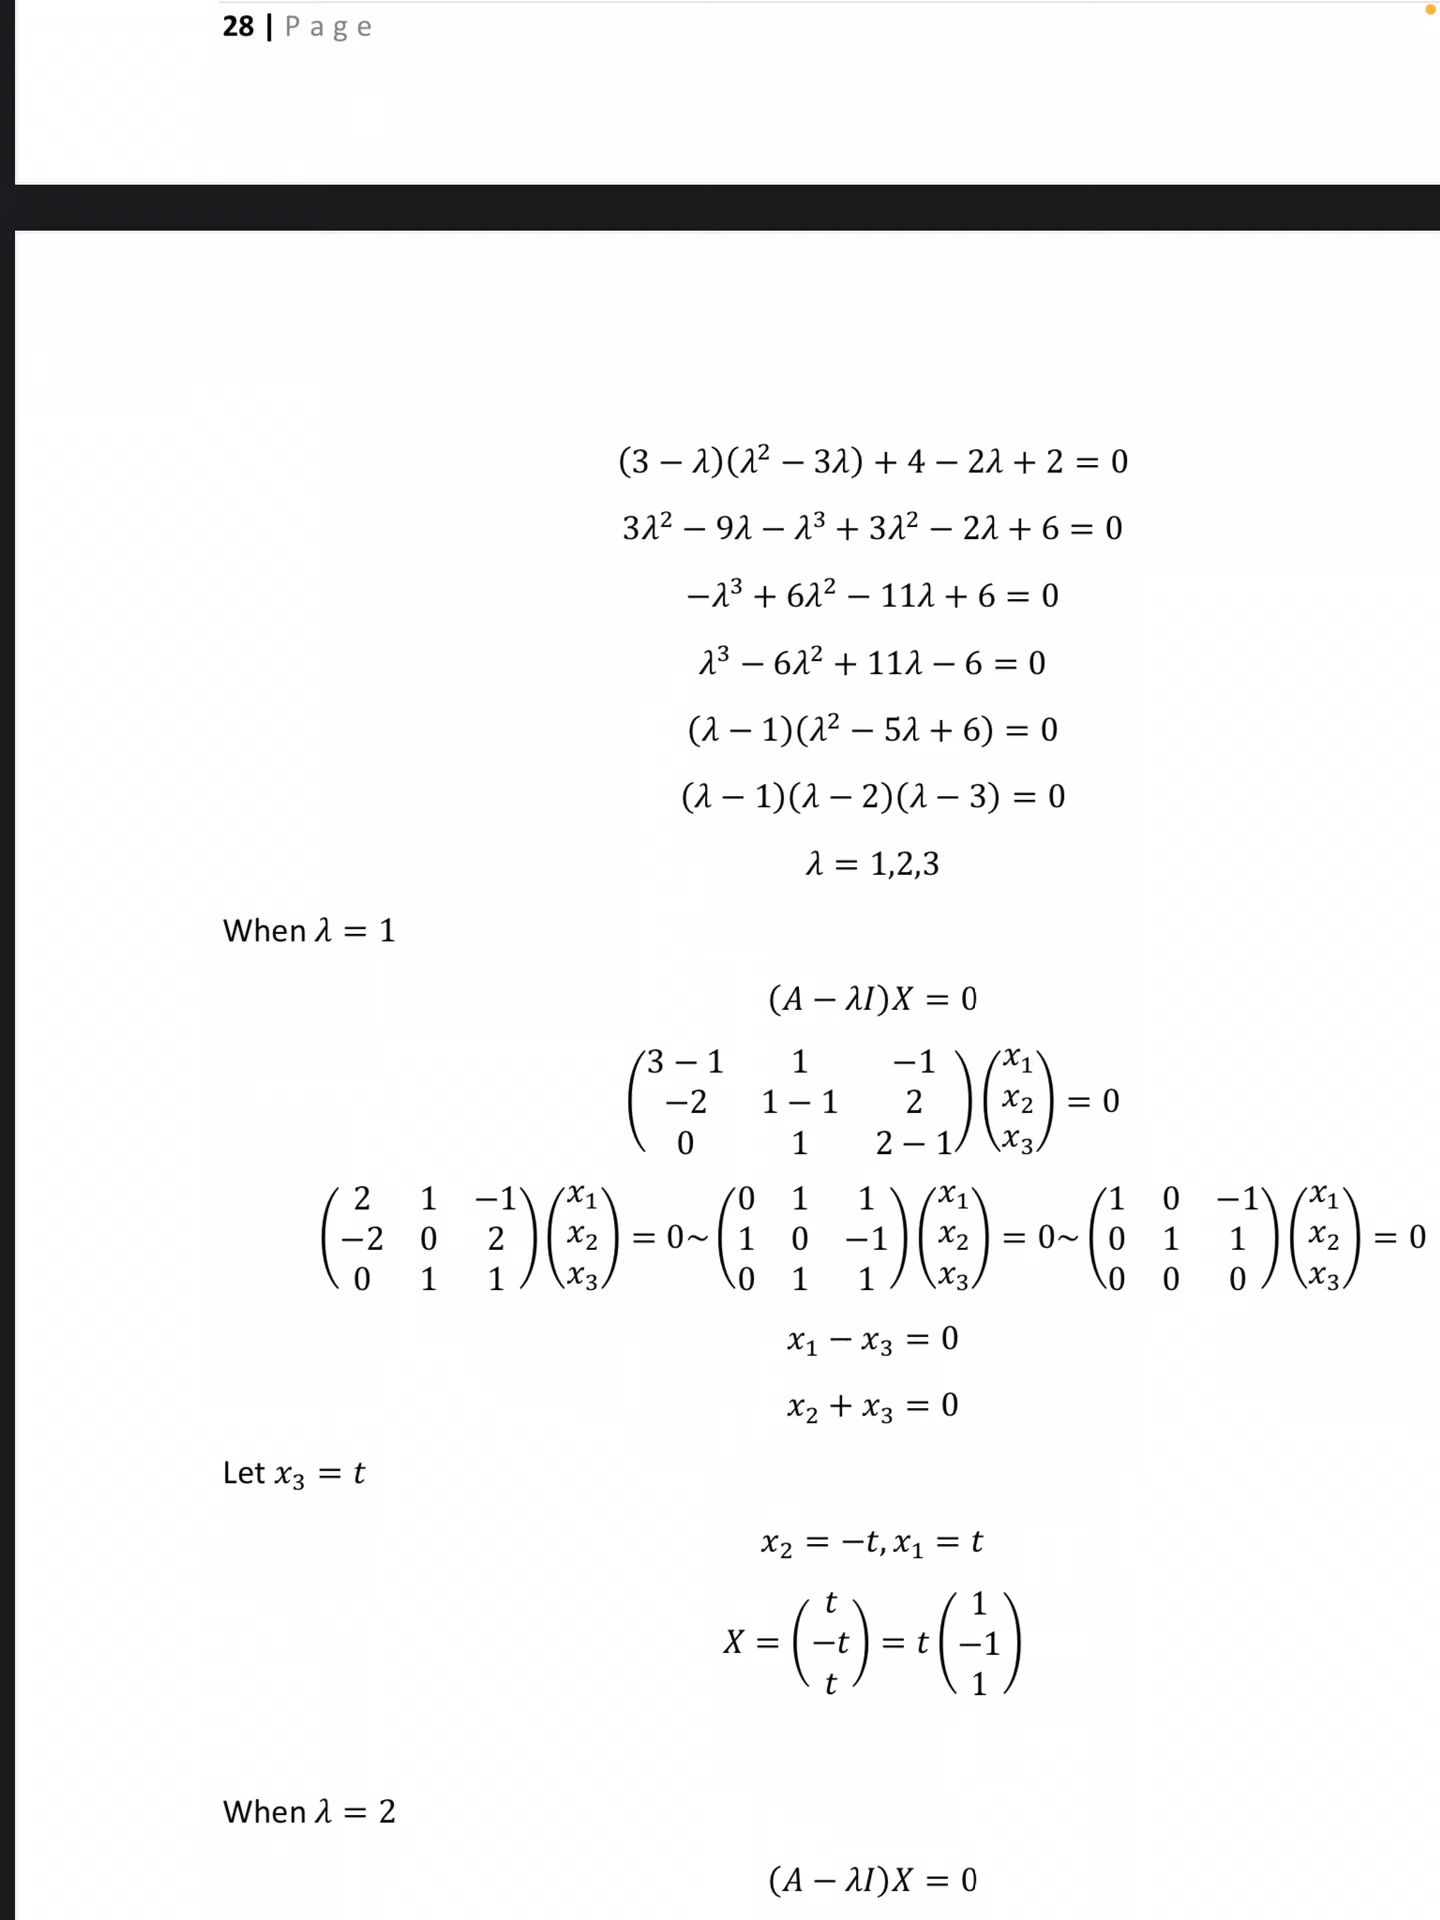 28 | P a g e
(3 − λ)(λ² − 3λ) + 4 − 2λ + 2 = 0
3λ² − 9λ − λ³ + 3λ² − 2λ + 6 = 0
−λ³ + 6λ² − 11λ + 6 = 0
λ³ − 6λ² + 11λ − 6 = 0
(λ − 1)(λ² − 5λ + 6) = 0
(λ − 1)(λ − 2)(λ − 3) = 0
λ = 1,2,3
When λ = 1
(A − λI)X = 0
(3 − 1 1 −1; −2 1 − 1 2; 0 1 2 − 1)(x₁; x₂; x₃) = 0
(2 1 −1; −2 0 2; 0 1 1)(x₁; x₂; x₃) = 0~(0 1 1; 1 0 −1; 0 1 1)(x₁; x₂; x₃) = 0~(1 0 −1; 0 1 1; 0 0 0)(x₁; x₂; x₃) = 0
x₁ − x₃ = 0
x₂ + x₃ = 0
Let x₃ = t
x₂ = −t, x₁ = t
X = (t; −t; t) = t(1; −1; 1)
When λ = 2
(A − λI)X = 0